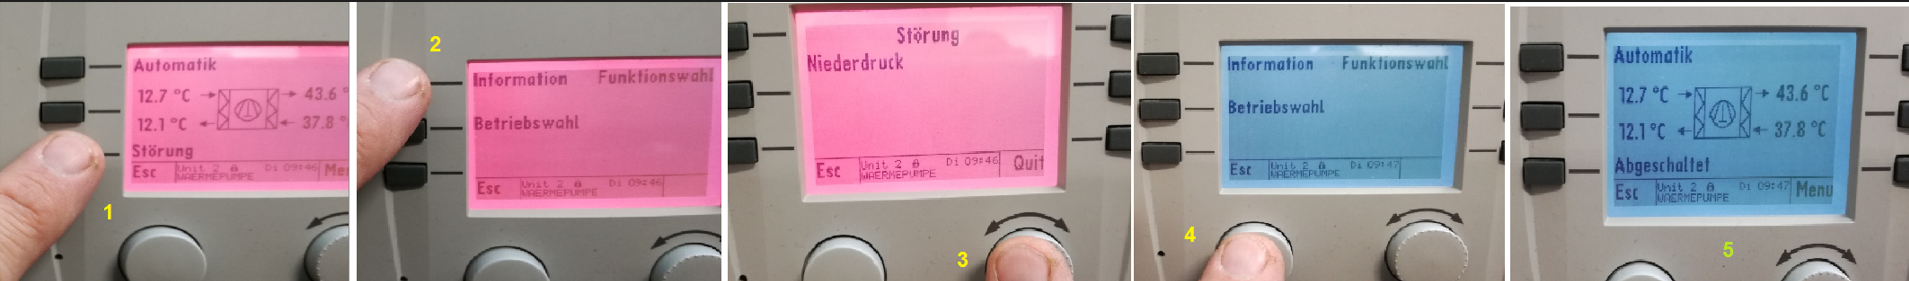 Automatik
12.7 °C 43.6 °
12.1 °C 37.8 °
Störung
Esc Unit 2 Di 09:46 Me
WAERMEPUMPE
1
2
Information Funktionswahl
Betriebswahl
Esc Unit 2 Di 09:46
WAERMEPUMPE
Störung
Niederdruck
Esc Unit 2 Di 09:46 Quit
WAERMEPUMPE
3
Information Funktionswahl
Betriebswahl
Esc Unit 2 Di 09:47
WAERMEPUMPE
4
Automatik
12.7 °C 43.6 °C
12.1 °C 37.8 °C
Abgeschaltet
Esc Unit 2 Di 09:47 Menu
WAERMEPUMPE
5